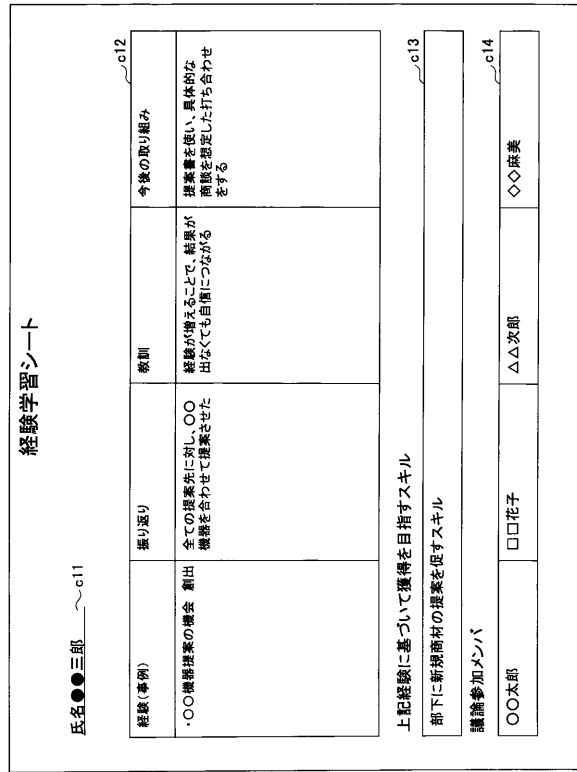 経験学習シート
氏名●●三郎
c11
c12
経験(事例)
振り返り
教訓
今後の取り組み
・〇〇機器提案の機会 創出
全ての提案先に対し、〇〇
機器を合わせて提案させた
経験が増えることで、結果が
出なくても自信につながる
提案書を使い、具体的な
商談を想定した打ち合わせ
をする
上記経験に基づいて獲得を目指すスキル
c13
部下に新規商材の提案を促すスキル
議論参加メンバ
c14
〇〇太郎
□□花子
△△次郎
◇◇麻美